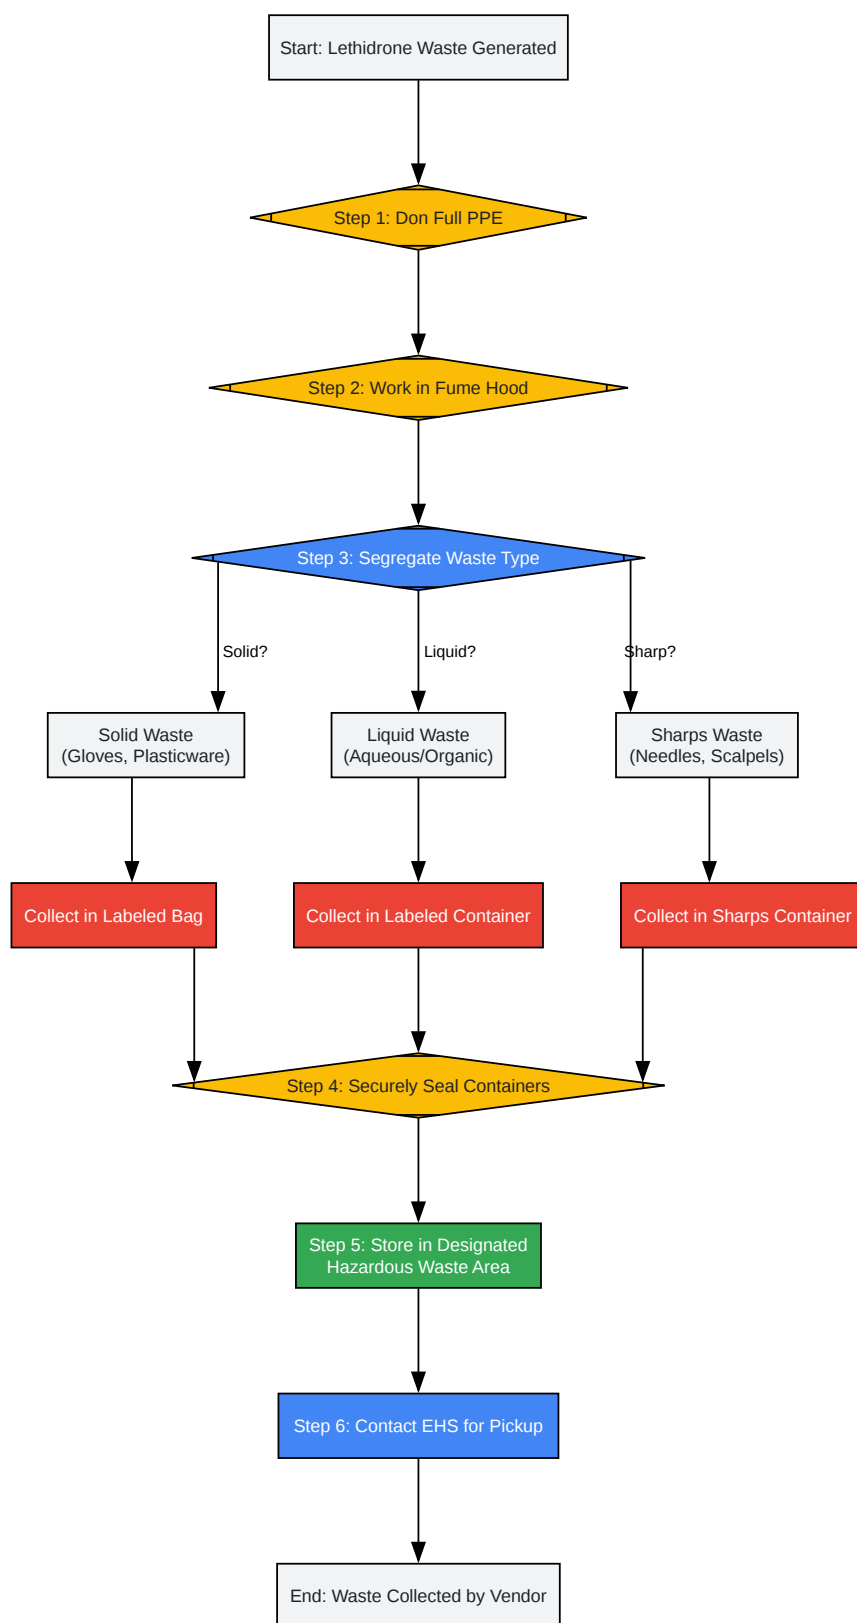 Start: Lethidrone Waste Generated
Step 1: Don Full PPE
Step 2: Work in Fume Hood
Step 3: Segregate Waste Type
Solid?
Liquid?
Sharp?
Solid Waste
(Gloves, Plasticware)
Liquid Waste
(Aqueous/Organic)
Sharps Waste
(Needles, Scalpels)
Collect in Labeled Bag
Collect in Labeled Container
Collect in Sharps Container
Step 4: Securely Seal Containers
Step 5: Store in Designated
Hazardous Waste Area
Step 6: Contact EHS for Pickup
End: Waste Collected by Vendor